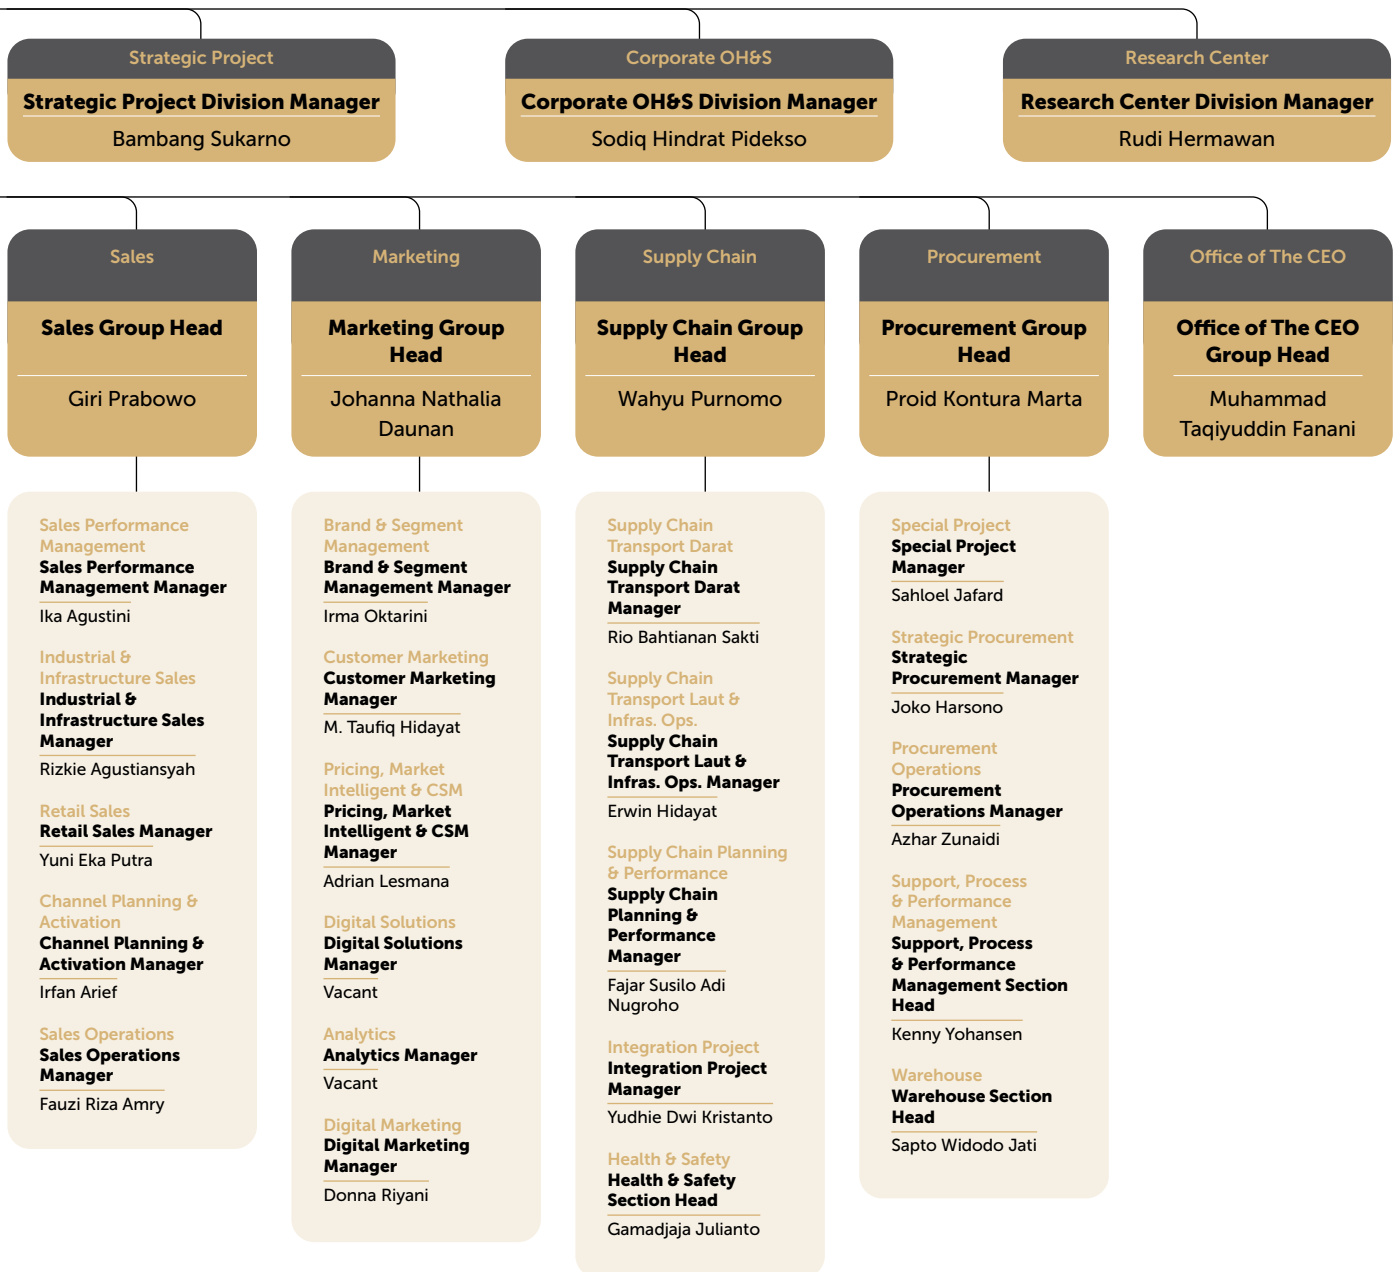 Strategic Project
Strategic Project Division Manager
Bambang Sukarno
Corporate OH&S
Corporate OH&S Division Manager
Sodiq Hindrat Pidekso
Research Center
Research Center Division Manager
Rudi Hermawan
Sales
Sales Group Head
Giri Prabowo
Sales Performance
Management
Sales Performance
Management Manager
Ika Agustini
Industrial &
Infrastructure Sales
Industrial &
Infrastructure Sales
Manager
Rizkie Agustiansyah
Retail Sales
Retail Sales Manager
Yuni Eka Putra
Channel Planning &
Activation
Channel Planning &
Activation Manager
Irfan Arief
Sales Operations
Sales Operations
Manager
Fauzi Riza Amry
Marketing
Marketing Group
Head
Johanna Nathalia
Daunan
Brand & Segment
Management
Brand & Segment
Management Manager
Irma Oktarini
Customer Marketing
Customer Marketing
Manager
M. Taufiq Hidayat
Pricing, Market
Intelligent & CSM
Pricing, Market
Intelligent & CSM
Manager
Adrian Lesmana
Digital Solutions
Digital Solutions
Manager
Vacant
Analytics
Analytics Manager
Vacant
Digital Marketing
Digital Marketing
Manager
Donna Riyani
Supply Chain
Supply Chain Group
Head
Wahyu Purnomo
Supply Chain
Transport Darat
Supply Chain
Transport Darat
Manager
Rio Bahtianan Sakti
Supply Chain
Transport Laut &
Infras. Ops.
Supply Chain
Transport Laut &
Infras. Ops. Manager
Erwin Hidayat
Supply Chain Planning
& Performance
Supply Chain
Planning &
Performance
Manager
Fajar Susilo Adi
Nugroho
Integration Project
Integration Project
Manager
Yudhie Dwi Kristanto
Health & Safety
Health & Safety
Section Head
Gamadjaja Julianto
Procurement
Procurement Group
Head
Proid Kontura Marta
Special Project
Special Project
Manager
Sahloel Jafard
Strategic Procurement
Strategic
Procurement Manager
Joko Harsono
Procurement
Operations
Procurement
Operations Manager
Azhar Zunaidi
Support, Process
& Performance
Management
Support, Process
& Performance
Management Section
Head
Kenny Yohansen
Warehouse
Warehouse Section
Head
Sapto Widodo Jati
Office of The CEO
Office of The CEO
Group Head
Muhammad
Taqiyuddin Fanani